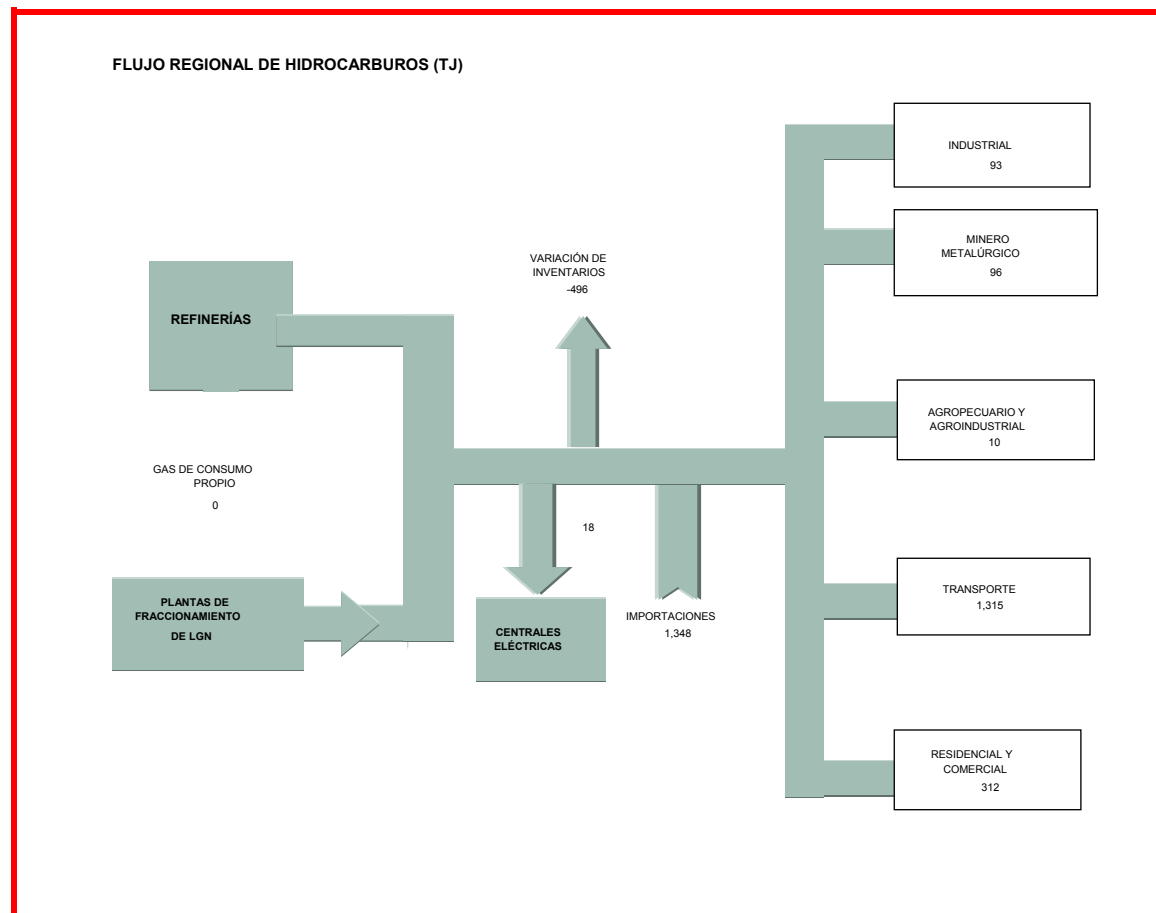 FLUJO REGIONAL DE HIDROCARBUROS (TJ)
INDUSTRIAL
93
MINERO
METALÚRGICO
96
VARIACIÓN DE
INVENTARIOS
-496
REFINERÍAS
AGROPECUARIO Y
AGROINDUSTRIAL
10
GAS DE CONSUMO
PROPIO
0
18
PLANTAS DE
FRACCIONAMIENTO
DE LGN
CENTRALES
ELÉCTRICAS
IMPORTACIONES
1,348
TRANSPORTE
1,315
RESIDENCIAL Y
COMERCIAL
312